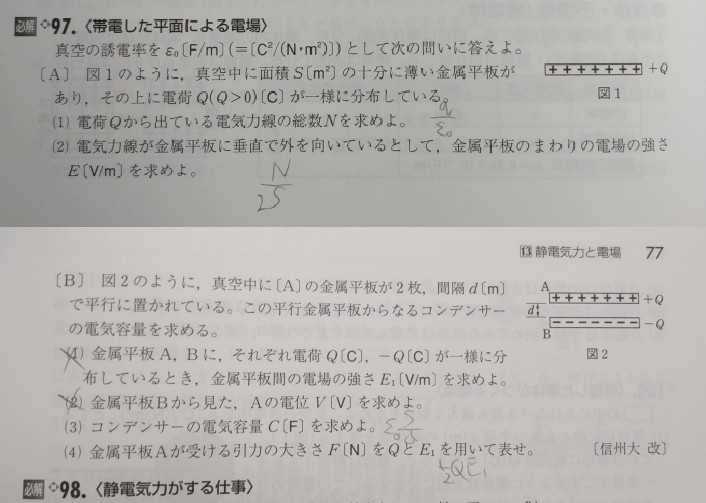 必解 97.〈帯電した平面による電場〉
真空の誘電率を ε₀〔F/m〕(=〔C²/(N·m²)〕)として次の問いに答えよ。
〔A〕 図1のように，真空中に面積S〔m²〕の十分に薄い金属平板が
あり，その上に電荷 Q(Q>0)〔C〕が一様に分布している。
+++++++ +Q
図1
(1) 電荷Qから出ている電気力線の総数Nを求めよ。 Q/ε₀
(2) 電気力線が金属平板に垂直で外を向いているとして，金属平板のまわりの電場の強さ
E〔V/m〕を求めよ。
N/2S
13 静電気力と電場 77
〔B〕 図2のように，真空中に〔A〕の金属平板が2枚，間隔d〔m〕
で平行に置かれている。この平行金属平板からなるコンデンサー
の電気容量を求める。
A
+++++++ +Q
d
−−−−−−− −Q
B
図2
(1) 金属平板A，Bに，それぞれ電荷 Q〔C〕，−Q〔C〕が一様に分
布しているとき，金属平板間の電場の強さ E₁〔V/m〕を求めよ。
(2) 金属平板Bから見た，Aの電位 V〔V〕を求めよ。
(3) コンデンサーの電気容量 C〔F〕を求めよ。
(4) 金属平板Aが受ける引力の大きさ F〔N〕をQとE₁を用いて表せ。 〔信州大 改〕
½QE₁
必解 98.〈静電気力がする仕事〉